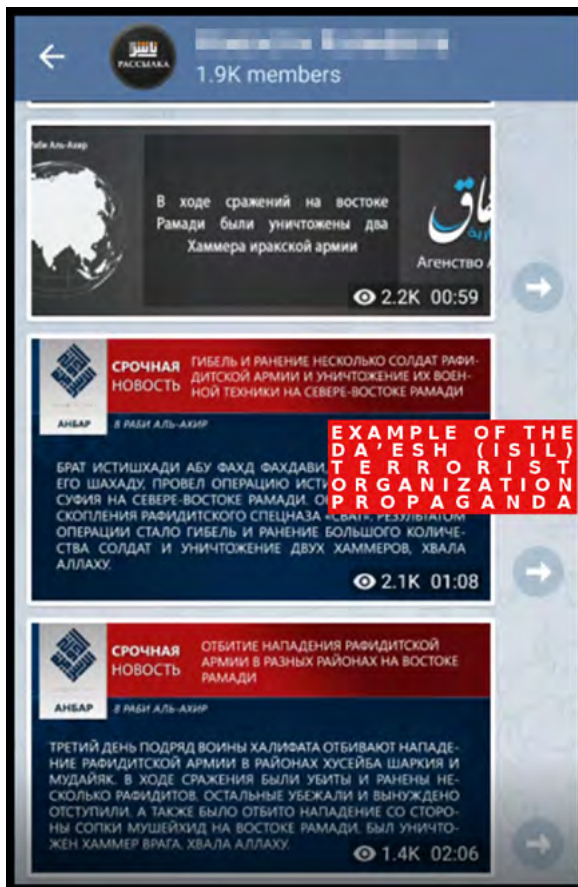 РАССЫЛКА
1.9K members
Раби Аль-Ахир
В ходе сражений на востоке
Рамади были уничтожены два
Хаммера иракской армии
Агентство
2.2K 00:59
СРОЧНАЯ
НОВОСТЬ
ГИБЕЛЬ И РАНЕНИЕ НЕСКОЛЬКО СОЛДАТ РАФИ-
ДИТСКОЙ АРМИИ И УНИЧТОЖЕНИЕ ИХ ВОЕН-
НОЙ ТЕХНИКИ НА СЕВЕРЕ-ВОСТОКЕ РАМАДИ
АНБАР
8 РАБИ АЛЬ-АХИР
EXAMPLE OF THE
DA'ESH (ISIL)
TERRORIST
ORGANIZATION
PROPAGANDA
БРАТ ИСТИШХАДИ АБУ ФАХД ФАХДАВИ,
ЕГО ШАХАДУ, ПРОВЕЛ ОПЕРАЦИЮ
СУФИЯ НА СЕВЕРЕ-ВОСТОКЕ РАМАДИ.
СКОПЛЕНИЯ РАФИДИТСКОГО СПЕЦНАЗА «СВАТ». РЕЗУЛЬТАТОМ
ОПЕРАЦИИ СТАЛО ГИБЕЛЬ И РАНЕНИЕ БОЛЬШОГО КОЛИЧЕ-
СТВА СОЛДАТ И УНИЧТОЖЕНИЕ ДВУХ ХАММЕРОВ, ХВАЛА
АЛЛАХУ.
2.1K 01:08
СРОЧНАЯ
НОВОСТЬ
ОТБИТИЕ НАПАДЕНИЯ РАФИДИТСКОЙ
АРМИИ В РАЗНЫХ РАЙОНАХ НА ВОСТОКЕ
РАМАДИ
АНБАР
8 РАБИ АЛЬ-АХИР
ТРЕТИЙ ДЕНЬ ПОДРЯД ВОИНЫ ХАЛИФАТА ОТБИВАЮТ НАПАДЕ-
НИЕ РАФИДИТСКОЙ АРМИИ В РАЙОНАХ ХУСЕЙБА ШАРКИЯ И
МУДАЙЯК. В ХОДЕ СРАЖЕНИЯ БЫЛИ УБИТЫ И РАНЕНЫ НЕ-
СКОЛЬКО РАФИДИТОВ. ОСТАЛЬНЫЕ УБЕЖАЛИ И ВЫНУЖДЕНО
ОТСТУПИЛИ. А ТАКЖЕ БЫЛО ОТБИТО НАПАДЕНИЕ СО СТОРО-
НЫ СОПКИ МУШЕЙХИД НА ВОСТОКЕ РАМАДИ. БЫЛ УНИЧТО-
ЖЕН ХАММЕР ВРАГА. ХВАЛА АЛЛАХУ.
1.4K 02:06